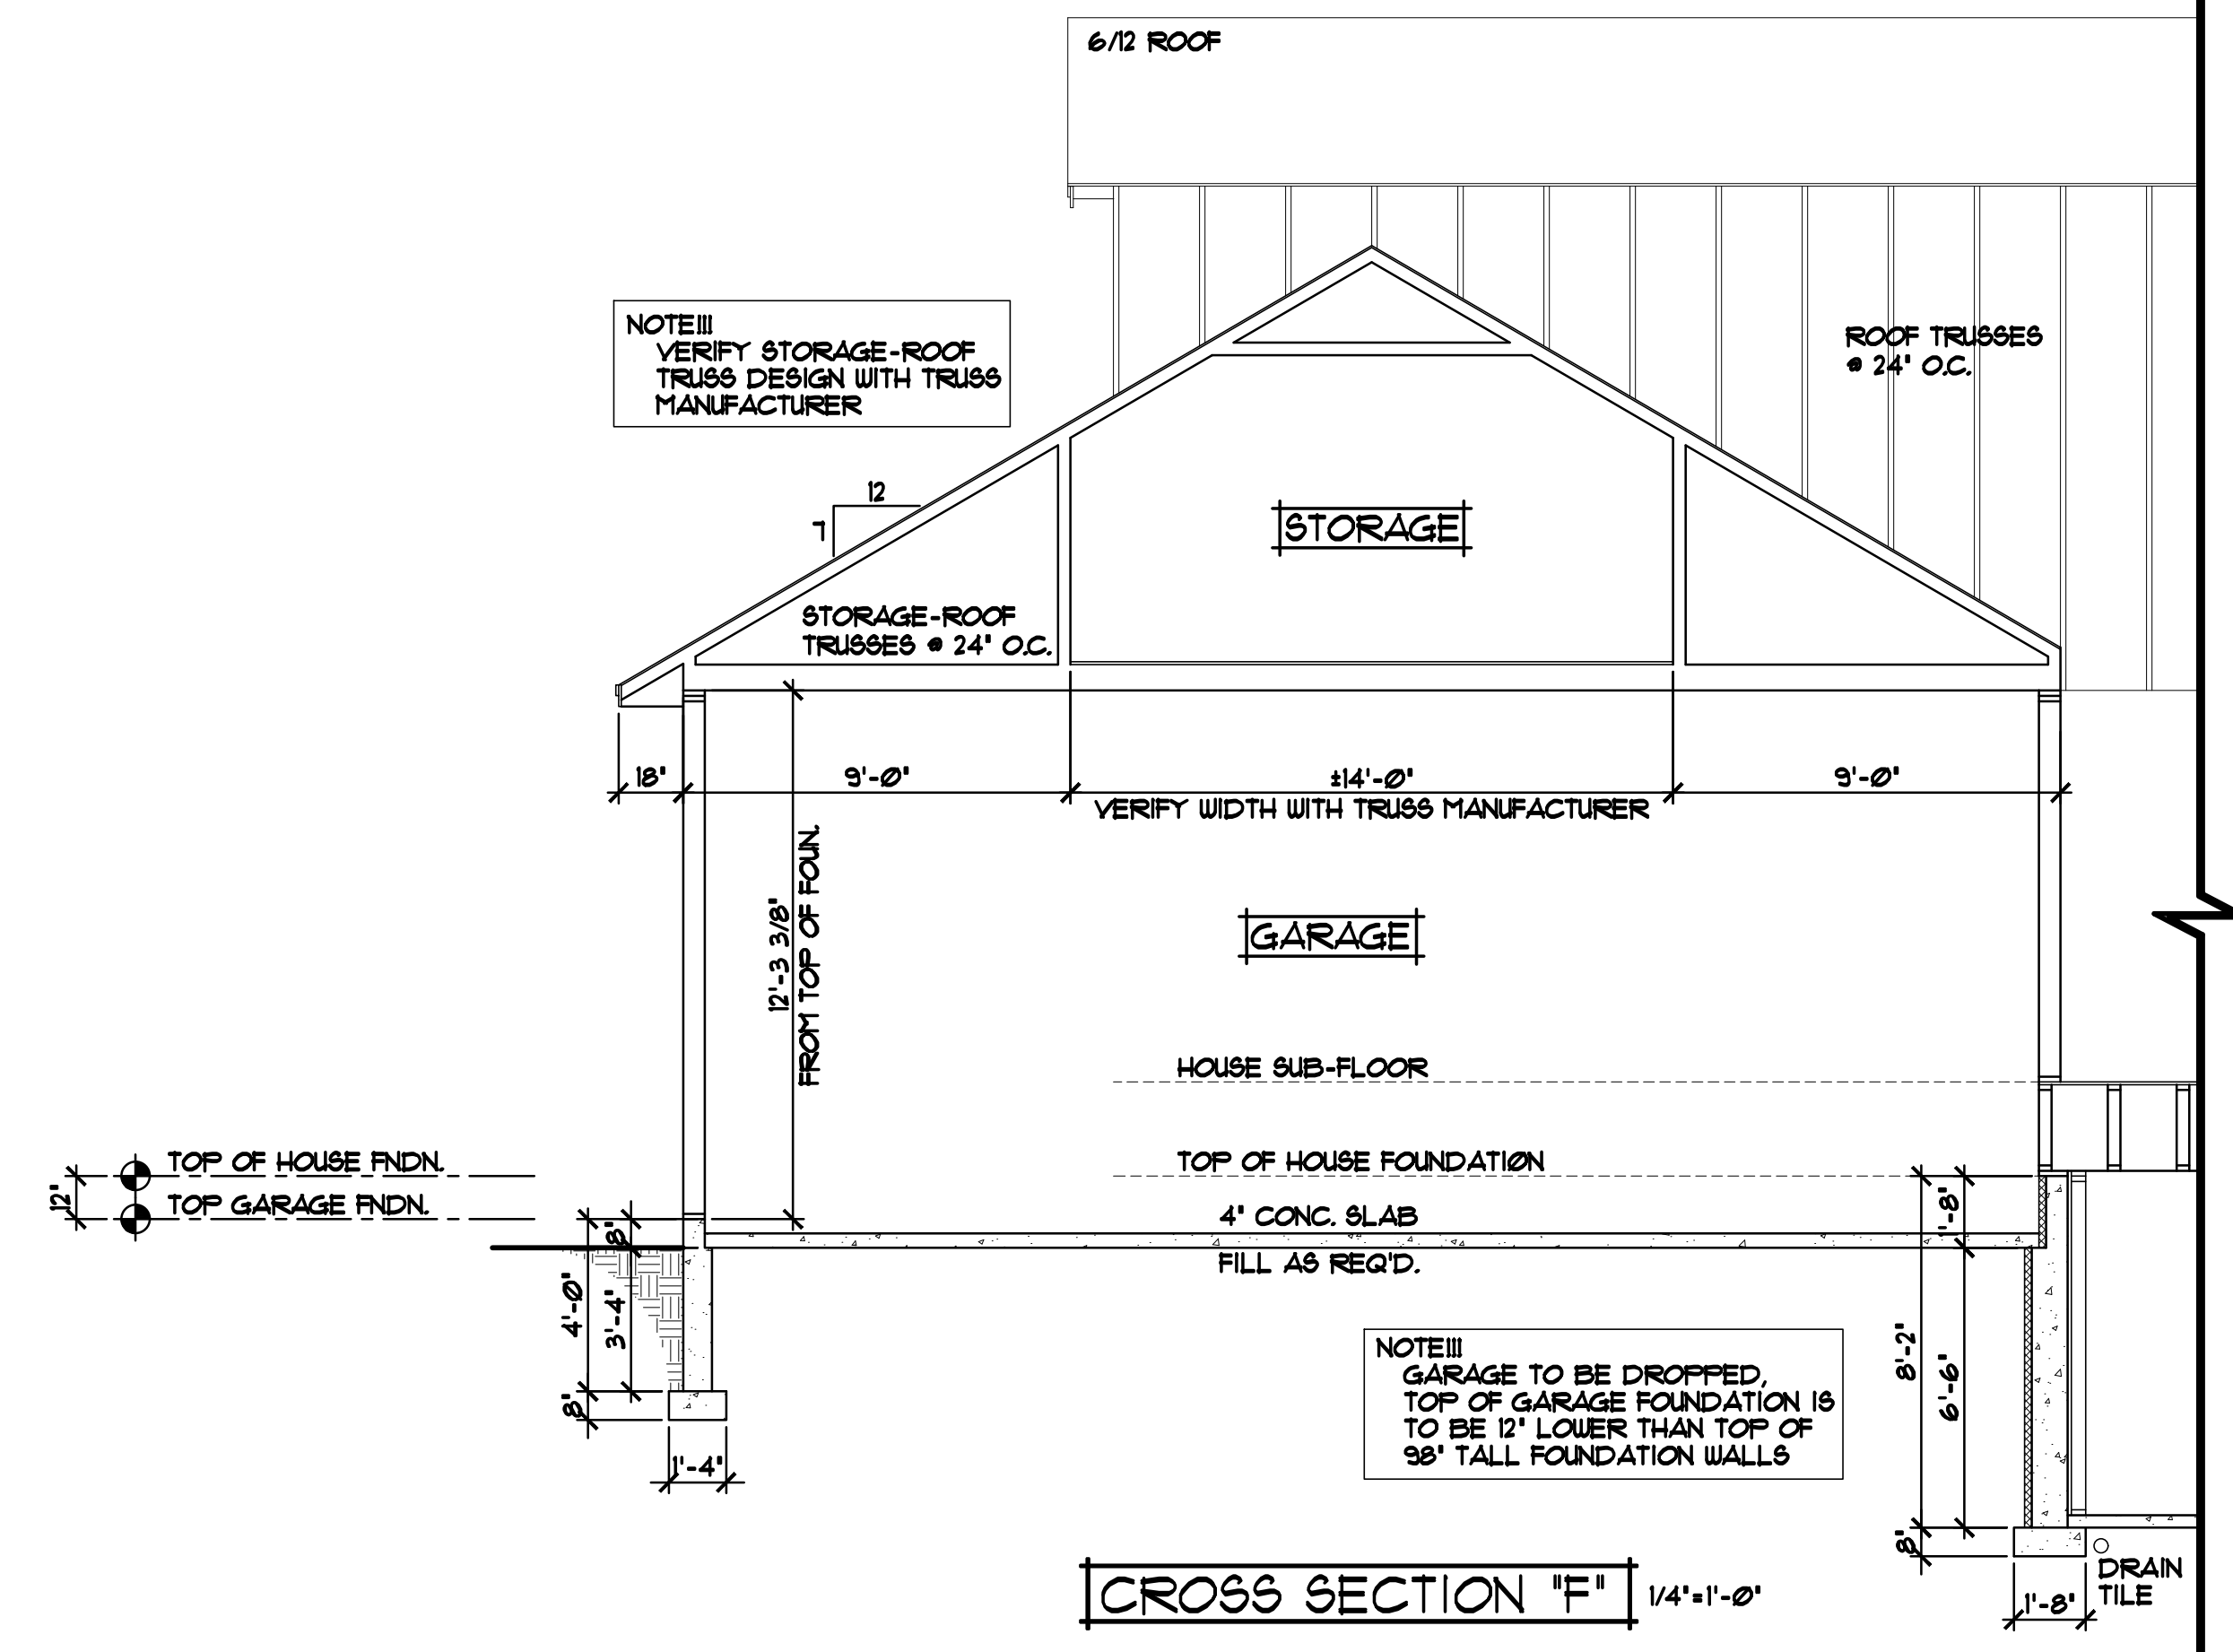 6/12 ROOF
NOTE!!!
VERIFY STORAGE-ROOF
TRUSS DESIGN WITH TRUSS
MANUFACTURER
ROOF TRUSSES
@ 24" O.C.
12
7
STORAGE
STORAGE-ROOF
TRUSSES @ 24" O.C.
18"
9'-0"
±14'-0"
9'-0"
VERIFY WIDTH WITH TRUSS MANUFACTURER
12'-3 3/8"
FROM TOP OF FOUN.
GARAGE
HOUSE SUB-FLOOR
TOP OF HOUSE FNDN.
TOP OF HOUSE FOUNDATION
12"
TOP GARAGE FNDN.
8"
4" CONC. SLAB
1'-8"
FILL AS REQ'D.
4'-0"
3'-4"
8"
1'-4"
NOTE!!!
GARAGE TO BE DROPPED,
TOP OF GARAGE FOUNDATION IS
TO BE 12" LOWER THAN TOP OF
98" TALL FOUNDATION WALLS
8'-2"
6'-6"
8"
DRAIN
TILE
1'-8"
CROSS SECTION "F"
1/4"=1'-0"